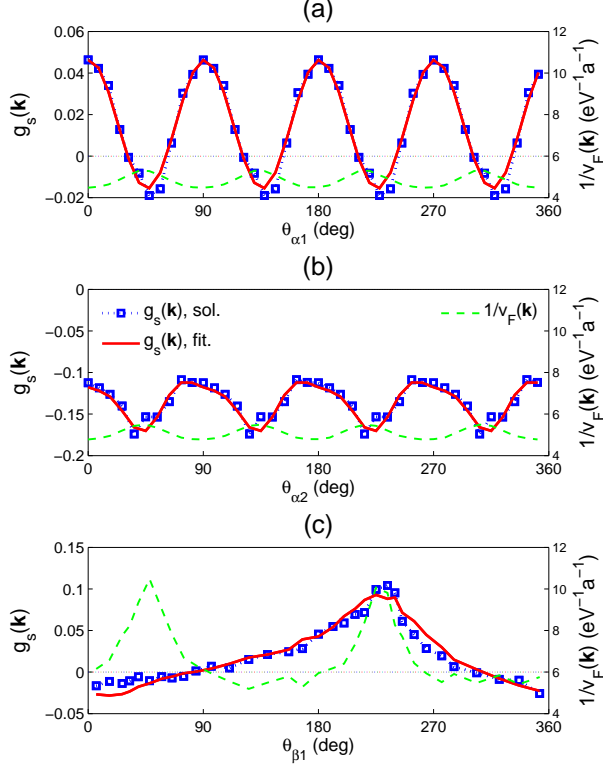 (a)
0.06
0.04
0.02
0
−0.02
g_s(k)
12
10
8
6
4
1/v_F(k) (eV⁻¹a⁻¹)
0 90 180 270 360
θ_α1 (deg)
(b)
0
−0.05
−0.1
−0.15
−0.2
g_s(k)
g_s(k), sol.
g_s(k), fit.
1/v_F(k)
12
10
8
6
4
1/v_F(k) (eV⁻¹a⁻¹)
0 90 180 270 360
θ_α2 (deg)
(c)
0.15
0.1
0.05
0
−0.05
g_s(k)
12
10
8
6
4
1/v_F(k) (eV⁻¹a⁻¹)
0 90 180 270 360
θ_β1 (deg)